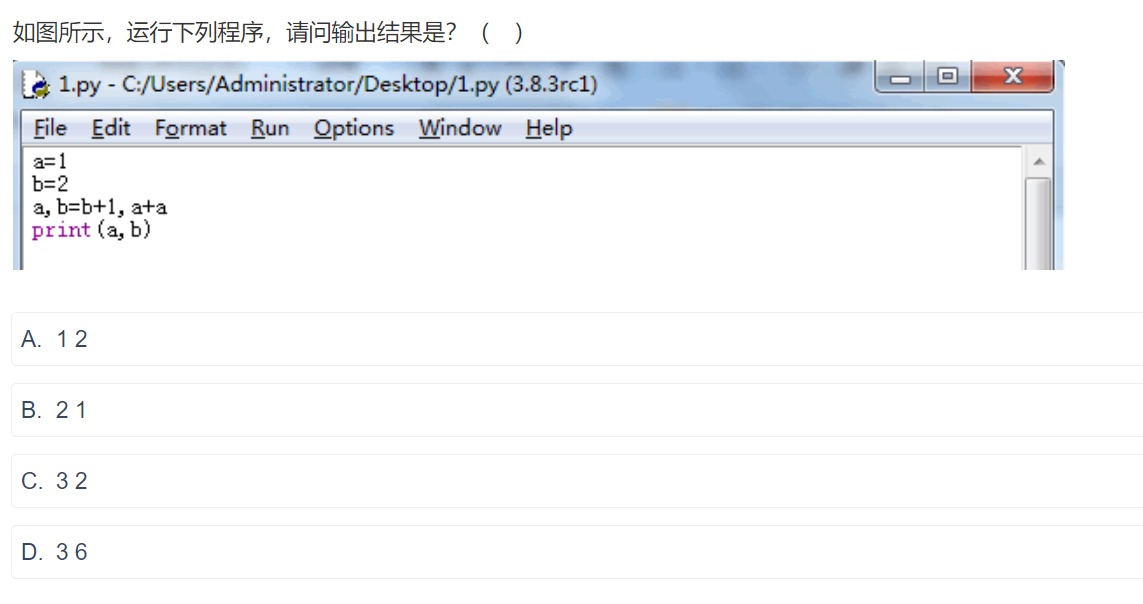 如图所示，运行下列程序，请问输出结果是？（ ）
1.py - C:/Users/Administrator/Desktop/1.py (3.8.3rc1)
File Edit Format Run Options Window Help
a=1
b=2
a,b=b+1,a+a
print(a,b)
A. 1 2
B. 2 1
C. 3 2
D. 3 6